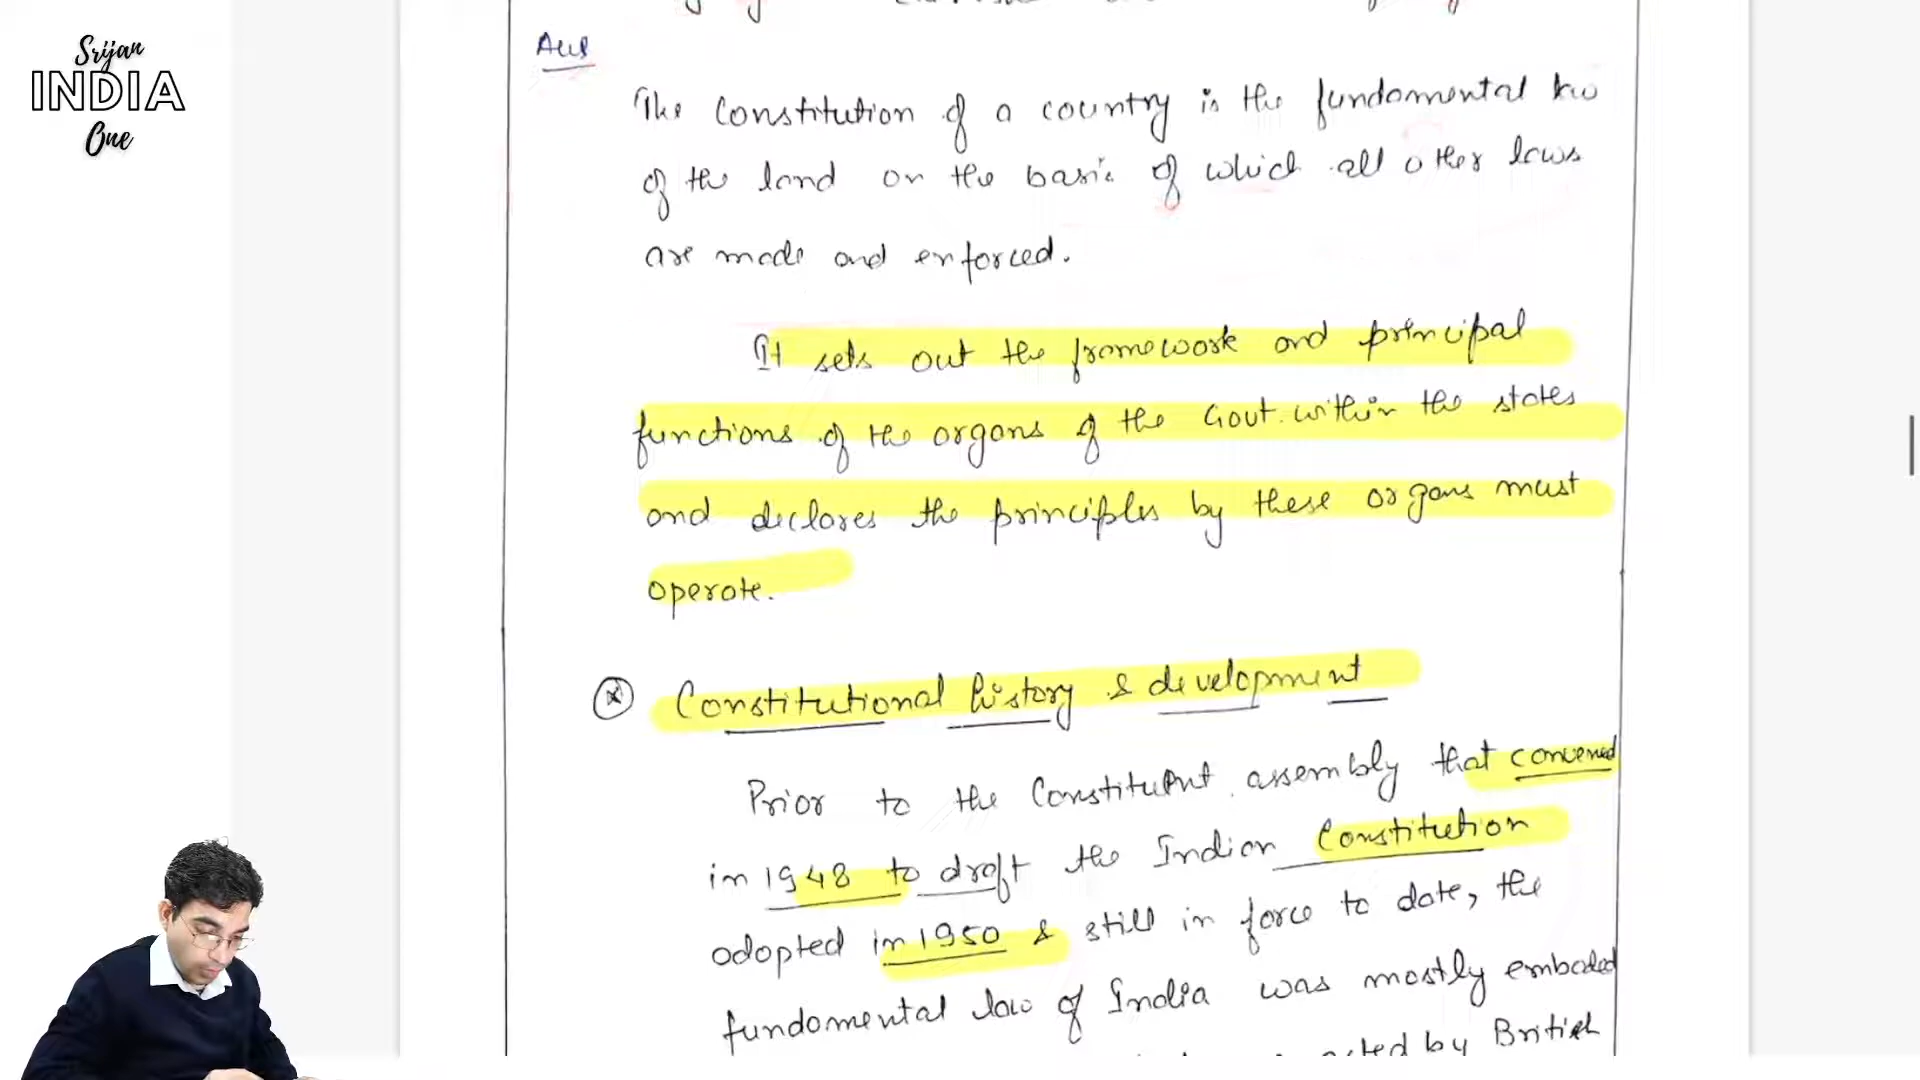 Srijan
INDIA
One
Ans
The Constitution of a country is the fundamental law
of the land on the basis of which all other laws
are made and enforced.
It sets out the framework and principal
functions of the organs of the Govt. within the states
and declares the principles by these organs must
operate.
Constitutional history & development
Prior to the Constituent assembly that convened
in 1948 to draft the Indian Constitution
adopted in 1950 & still in force to date, the
fundamental law of India was mostly embodied
by British